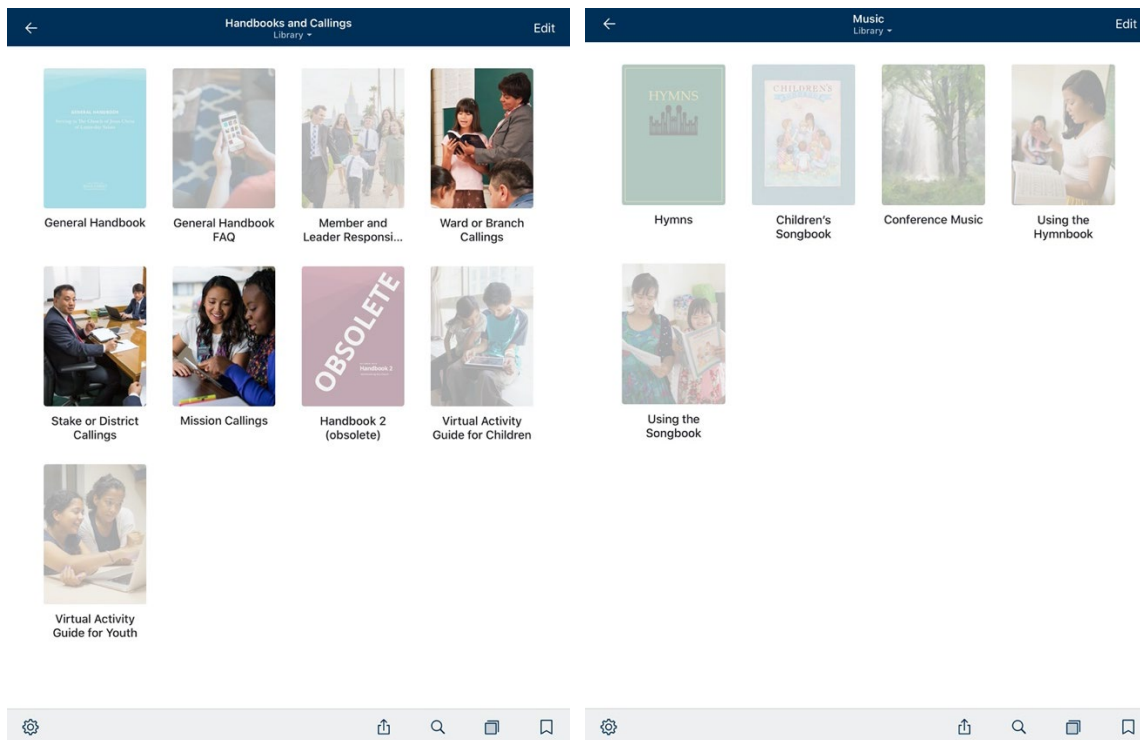 Handbooks and Callings
Library
Edit
GENERAL HANDBOOK
General Handbook
General Handbook
FAQ
Member and
Leader Responsi...
Ward or Branch
Callings
Stake or District
Callings
Mission Callings
OBSOLETE
Handbook 2
Handbook 2
(obsolete)
Virtual Activity
Guide for Children
Virtual Activity
Guide for Youth
Music
Library
Edit
HYMNS
Hymns
CHILDREN'S
SONGBOOK
Children's
Songbook
Conference Music
Using the
Hymnbook
Using the
Songbook